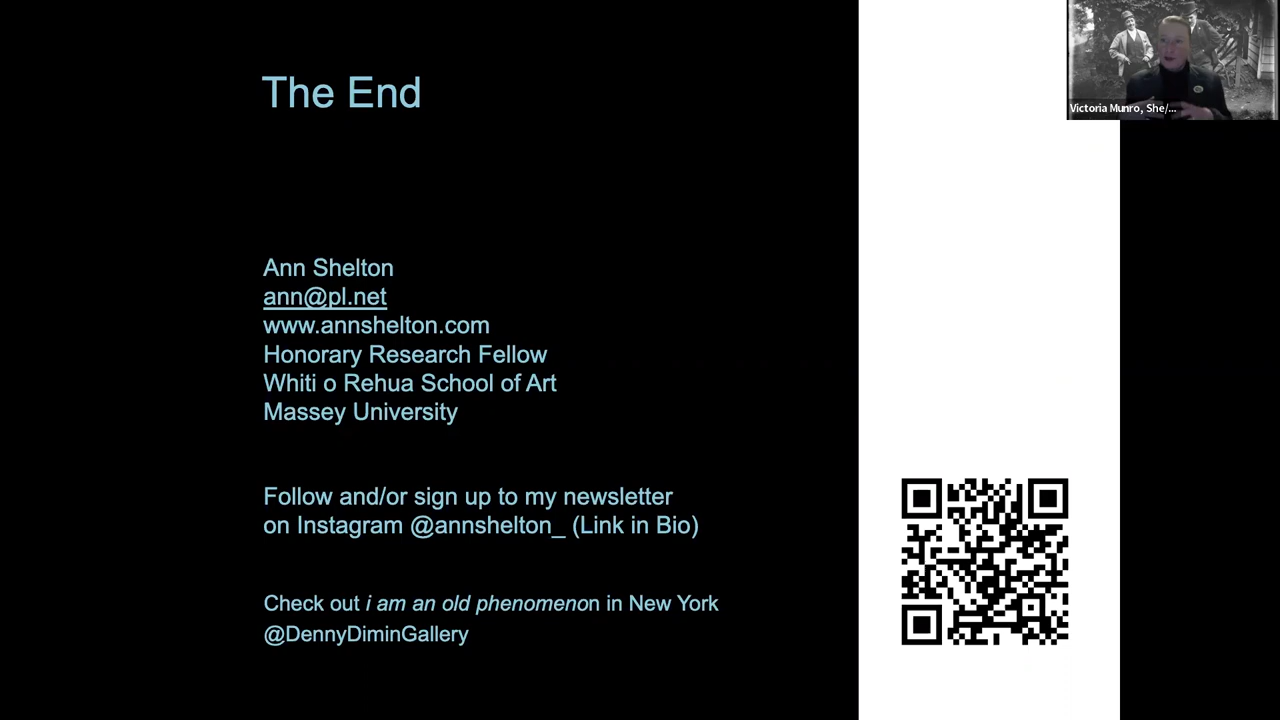 The End
Ann Shelton
ann@pl.net
www.annshelton.com
Honorary Research Fellow
Whiti o Rehua School of Art
Massey University
Follow and/or sign up to my newsletter
on Instagram @annshelton_ (Link in Bio)
Check out i am an old phenomenon in New York
@DennyDiminGallery
Victoria Munro, She/...